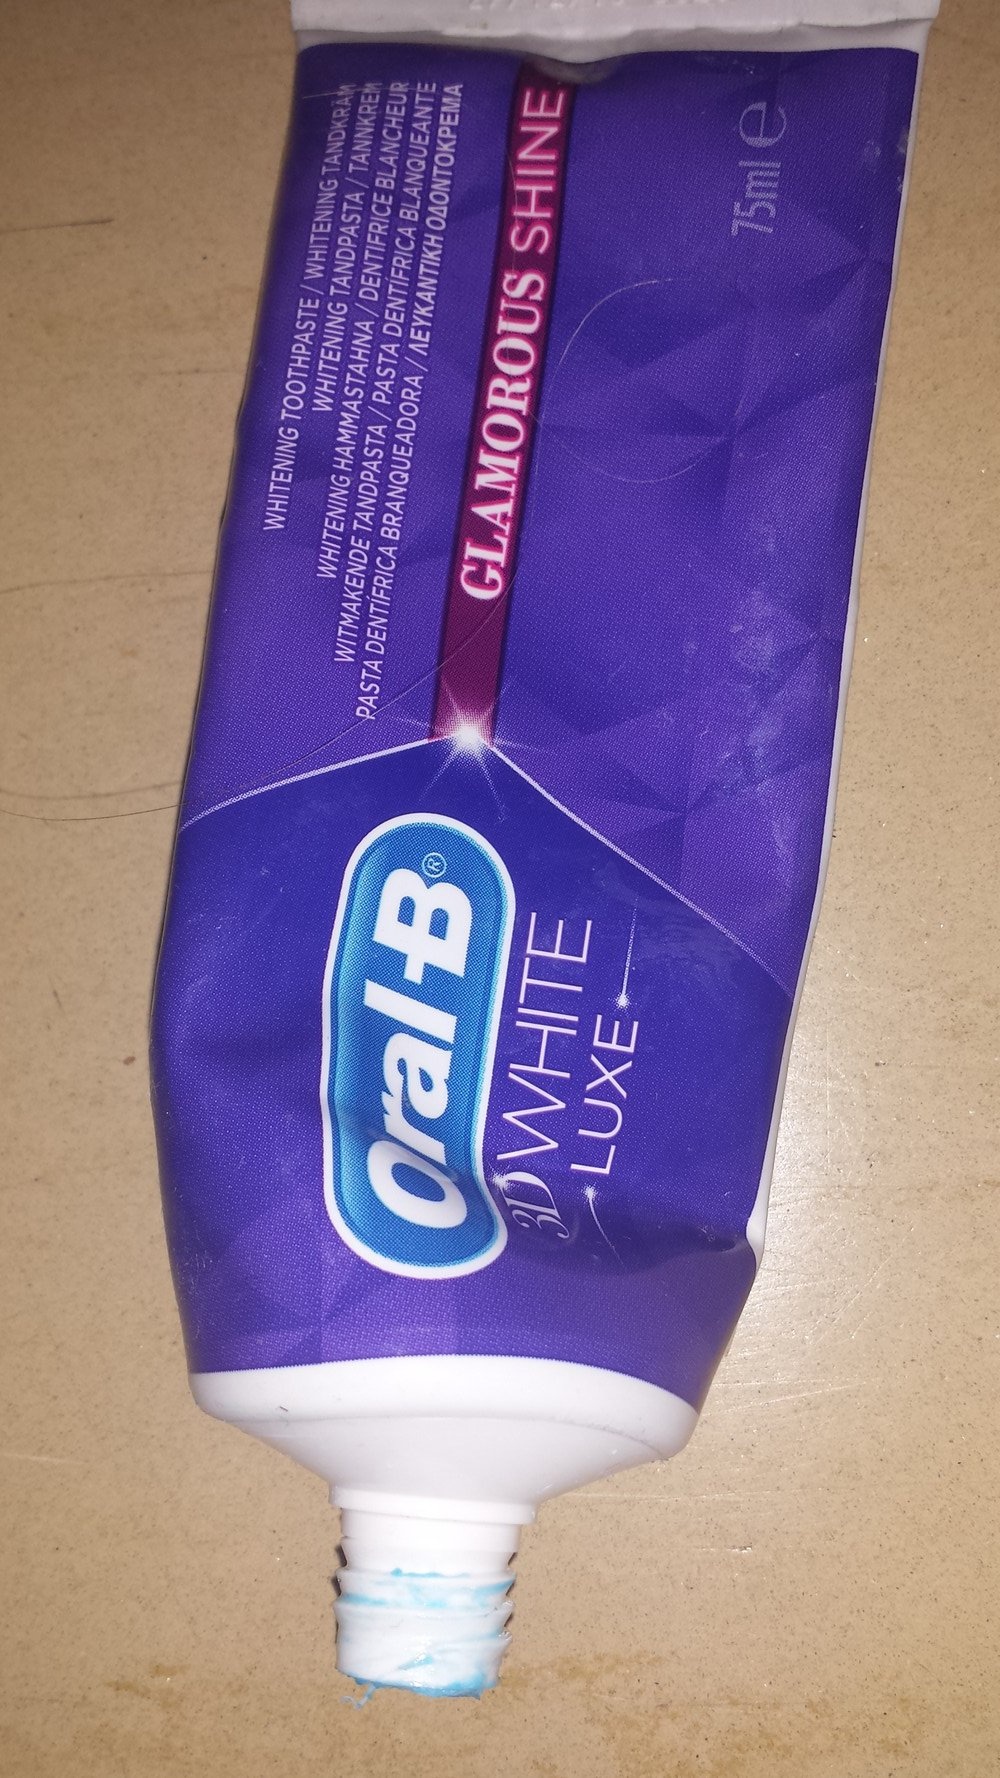 Oral-B®
3D WHITE
LUXE
GLAMOROUS SHINE
WHITENING TOOTHPASTE / WHITENING TANDKRÄM
WHITENING TANDPASTA / TANNKREM
WHITENING HAMMASTAHNA / DENTIFRICE BLANCHEUR
WITMAKENDE TANDPASTA / PASTA DENTÍFRICA BLANQUEANTE
PASTA DENTÍFRICA BRANQUEADORA / ΛΕΥΚΑΝΤΙΚΗ ΟΔΟΝΤΟΚΡΕΜΑ
75ml e